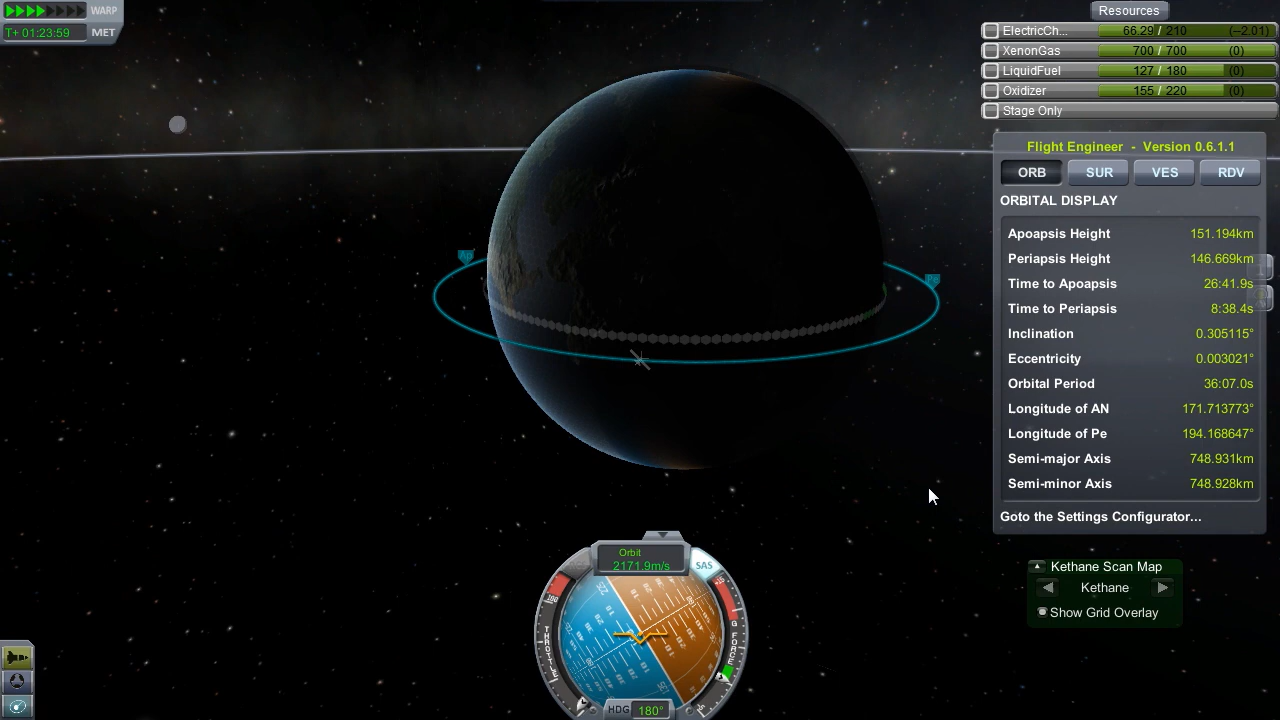 WARP
T+ 01:23:59 MET
Resources
ElectricCh... 66.29 / 210 (−2.01)
XenonGas 700 / 700 (0)
LiquidFuel 127 / 180 (0)
Oxidizer 155 / 220 (0)
Stage Only
Flight Engineer - Version 0.6.1.1
ORB SUR VES RDV
ORBITAL DISPLAY
Apoapsis Height 151.194km
Periapsis Height 146.669km
Time to Apoapsis 26:41.9s
Time to Periapsis 8:38.4s
Inclination 0.305115°
Eccentricity 0.003021°
Orbital Period 36:07.0s
Longitude of AN 171.713773°
Longitude of Pe 194.168647°
Semi-major Axis 748.931km
Semi-minor Axis 748.928km
Goto the Settings Configurator...
Ap
Pe
Kethane Scan Map
Kethane
Show Grid Overlay
Orbit
2171.9m/s
SAS
THROTTLE
G FORCE
HDG 180°